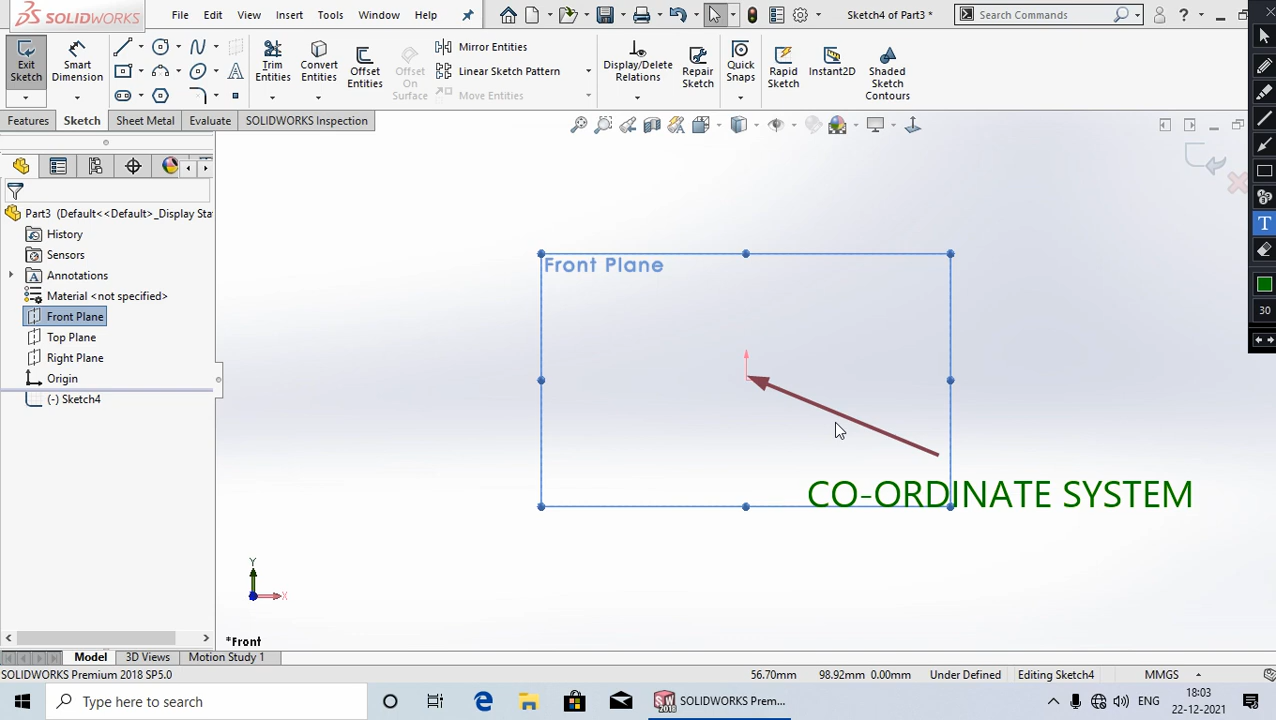 SOLIDWORKS File Edit View Insert Tools Window Help Sketch4 of Part3 * Search Commands ?
Exit Sketch
Smart Dimension
Trim Entities
Convert Entities
Offset Entities
Offset On Surface
Mirror Entities
Linear Sketch Pattern
Move Entities
Display/Delete Relations
Repair Sketch
Quick Snaps
Rapid Sketch
Instant2D
Shaded Sketch Contours
Features Sketch Sheet Metal Evaluate SOLIDWORKS Inspection
Part3 (Default<<Default>_Display Sta
History
Sensors
Annotations
Material <not specified>
Front Plane
Top Plane
Right Plane
Origin
(-) Sketch4
Front Plane
CO-ORDINATE SYSTEM
Y
X
*Front
T
30
Model 3D Views Motion Study 1
SOLIDWORKS Premium 2018 SP5.0 56.70mm 98.92mm 0.00mm Under Defined Editing Sketch4 MMGS
Type here to search SOLIDWORKS Prem... ENG 18:03
22-12-2021